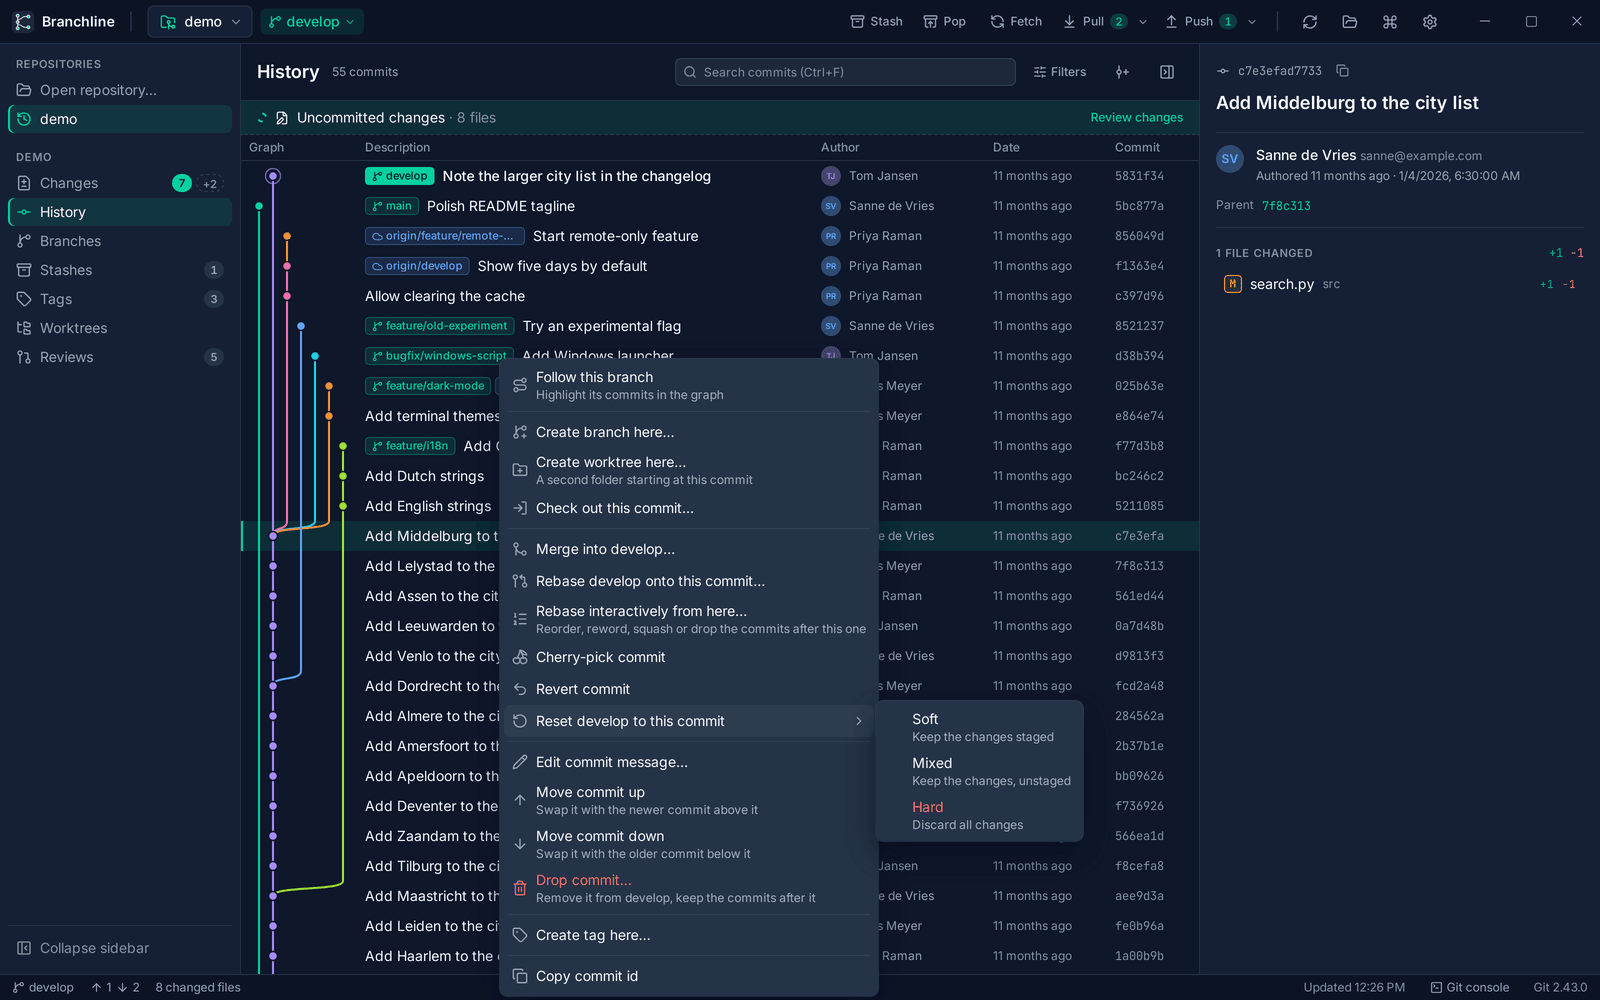 Branchline
demo
develop
Stash
Pop
Fetch
Pull 2
Push 1
REPOSITORIES
Open repository...
demo
DEMO
Changes 7 +2
History
Branches
Stashes 1
Tags 3
Worktrees
Reviews 5
Collapse sidebar
History 55 commits
Search commits (Ctrl+F)
Filters
Uncommitted changes · 8 files
Review changes
Graph Description Author Date Commit
develop Note the larger city list in the changelog TJ Tom Jansen 11 months ago 5831f34
main Polish README tagline SV Sanne de Vries 11 months ago 5bc877a
origin/feature/remote-... Start remote-only feature PR Priya Raman 11 months ago 856049d
origin/develop Show five days by default PR Priya Raman 11 months ago f1363e4
Allow clearing the cache PR Priya Raman 11 months ago c397d96
feature/old-experiment Try an experimental flag SV Sanne de Vries 11 months ago 8521237
bugfix/windows-script Add Windows launcher TJ Tom Jansen 11 months ago d38b394
feature/dark-mode s Meyer 11 months ago 025b63e
Add terminal themes s Meyer 11 months ago e864e74
feature/i18n Add Raman 11 months ago f77d3b8
Add Dutch strings Raman 11 months ago bc246c2
Add English strings Raman 11 months ago 5211085
Add Middelburg to t e de Vries 11 months ago c7e3efa
Add Lelystad to the s Meyer 11 months ago 7f8c313
Add Assen to the cit Raman 11 months ago 561ed44
Add Leeuwarden to Jansen 11 months ago 0a7d48b
Add Venlo to the city e de Vries 11 months ago d9813f3
Add Dordrecht to the s Meyer 11 months ago fcd2a48
Add Almere to the ci 284562a
Add Amersfoort to th 2b37b1e
Add Apeldoorn to the bb09626
Add Deventer to the f736926
Add Zaandam to the 566ea1d
Add Tilburg to the ci Jansen 11 months ago f8cefa8
Add Maastricht to th e de Vries 11 months ago aee9d3a
Add Leiden to the cit s Meyer 11 months ago fe0b96a
Add Haarlem to the Raman 11 months ago 1a00b9b
Follow this branch
Highlight its commits in the graph
Create branch here...
Create worktree here...
A second folder starting at this commit
Check out this commit...
Merge into develop...
Rebase develop onto this commit...
Rebase interactively from here...
Reorder, reword, squash or drop the commits after this one
Cherry-pick commit
Revert commit
Reset develop to this commit
Edit commit message...
Move commit up
Swap it with the newer commit above it
Move commit down
Swap it with the older commit below it
Drop commit...
Remove it from develop, keep the commits after it
Create tag here...
Copy commit id
Soft
Keep the changes staged
Mixed
Keep the changes, unstaged
Hard
Discard all changes
c7e3efad7733
Add Middelburg to the city list
SV Sanne de Vries sanne@example.com
Authored 11 months ago · 1/4/2026, 6:30:00 AM
Parent 7f8c313
1 FILE CHANGED +1 -1
M search.py src +1 -1
develop
1 2
8 changed files
Updated 12:26 PM
Git console
Git 2.43.0